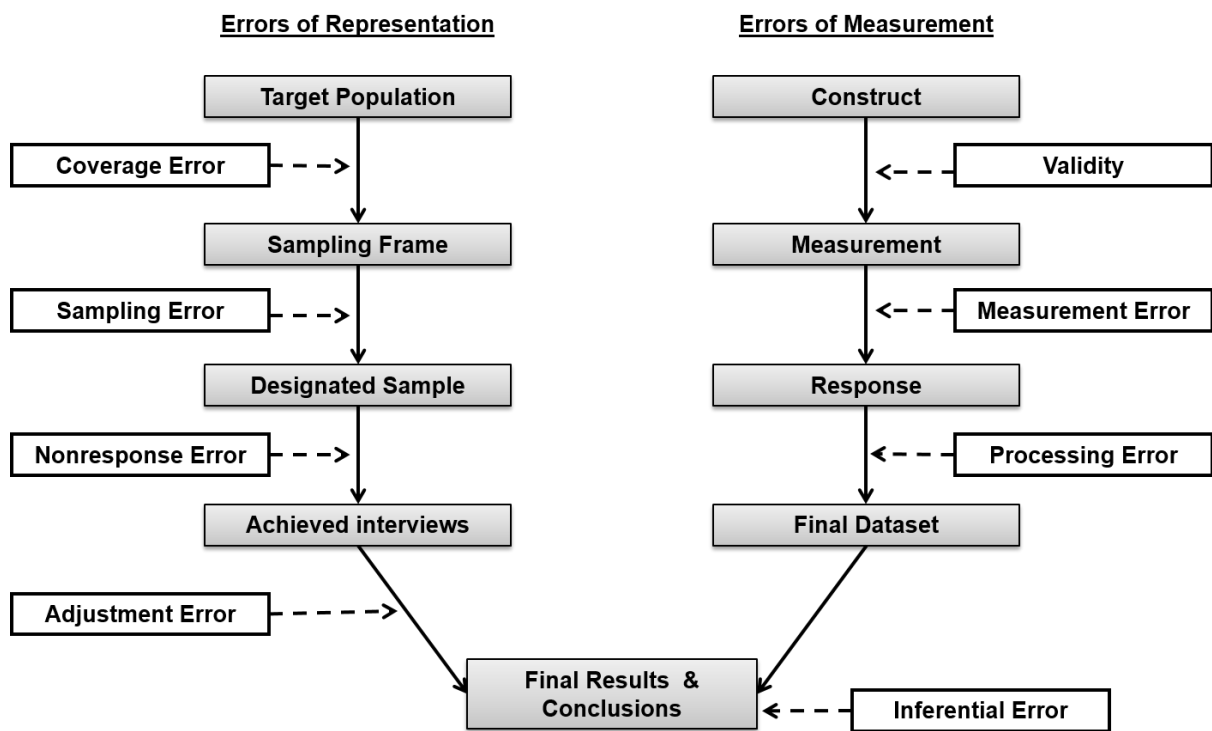 Errors of Representation
Errors of Measurement
Target Population
Construct
Coverage Error
Validity
Sampling Frame
Measurement
Sampling Error
Measurement Error
Designated Sample
Response
Nonresponse Error
Processing Error
Achieved interviews
Final Dataset
Adjustment Error
Final Results &
Conclusions
Inferential Error